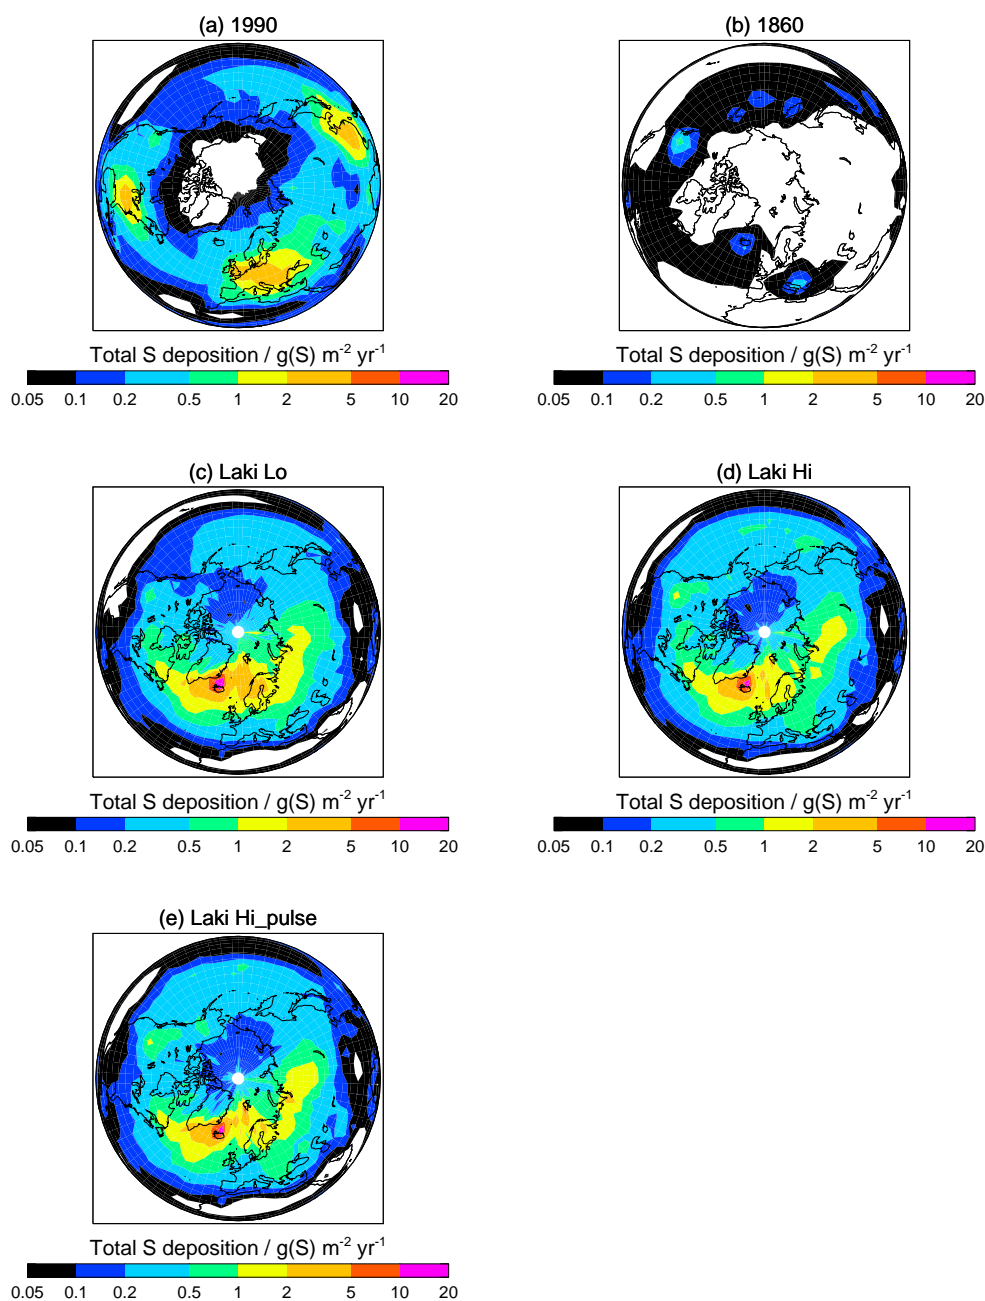 (a) 1990
(b) 1860
Total S deposition / g(S) m⁻² yr⁻¹
0.05 0.1 0.2 0.5 1 2 5 10 20
Total S deposition / g(S) m⁻² yr⁻¹
0.05 0.1 0.2 0.5 1 2 5 10 20
(c) Laki Lo
(d) Laki Hi
Total S deposition / g(S) m⁻² yr⁻¹
0.05 0.1 0.2 0.5 1 2 5 10 20
Total S deposition / g(S) m⁻² yr⁻¹
0.05 0.1 0.2 0.5 1 2 5 10 20
(e) Laki Hi_pulse
Total S deposition / g(S) m⁻² yr⁻¹
0.05 0.1 0.2 0.5 1 2 5 10 20